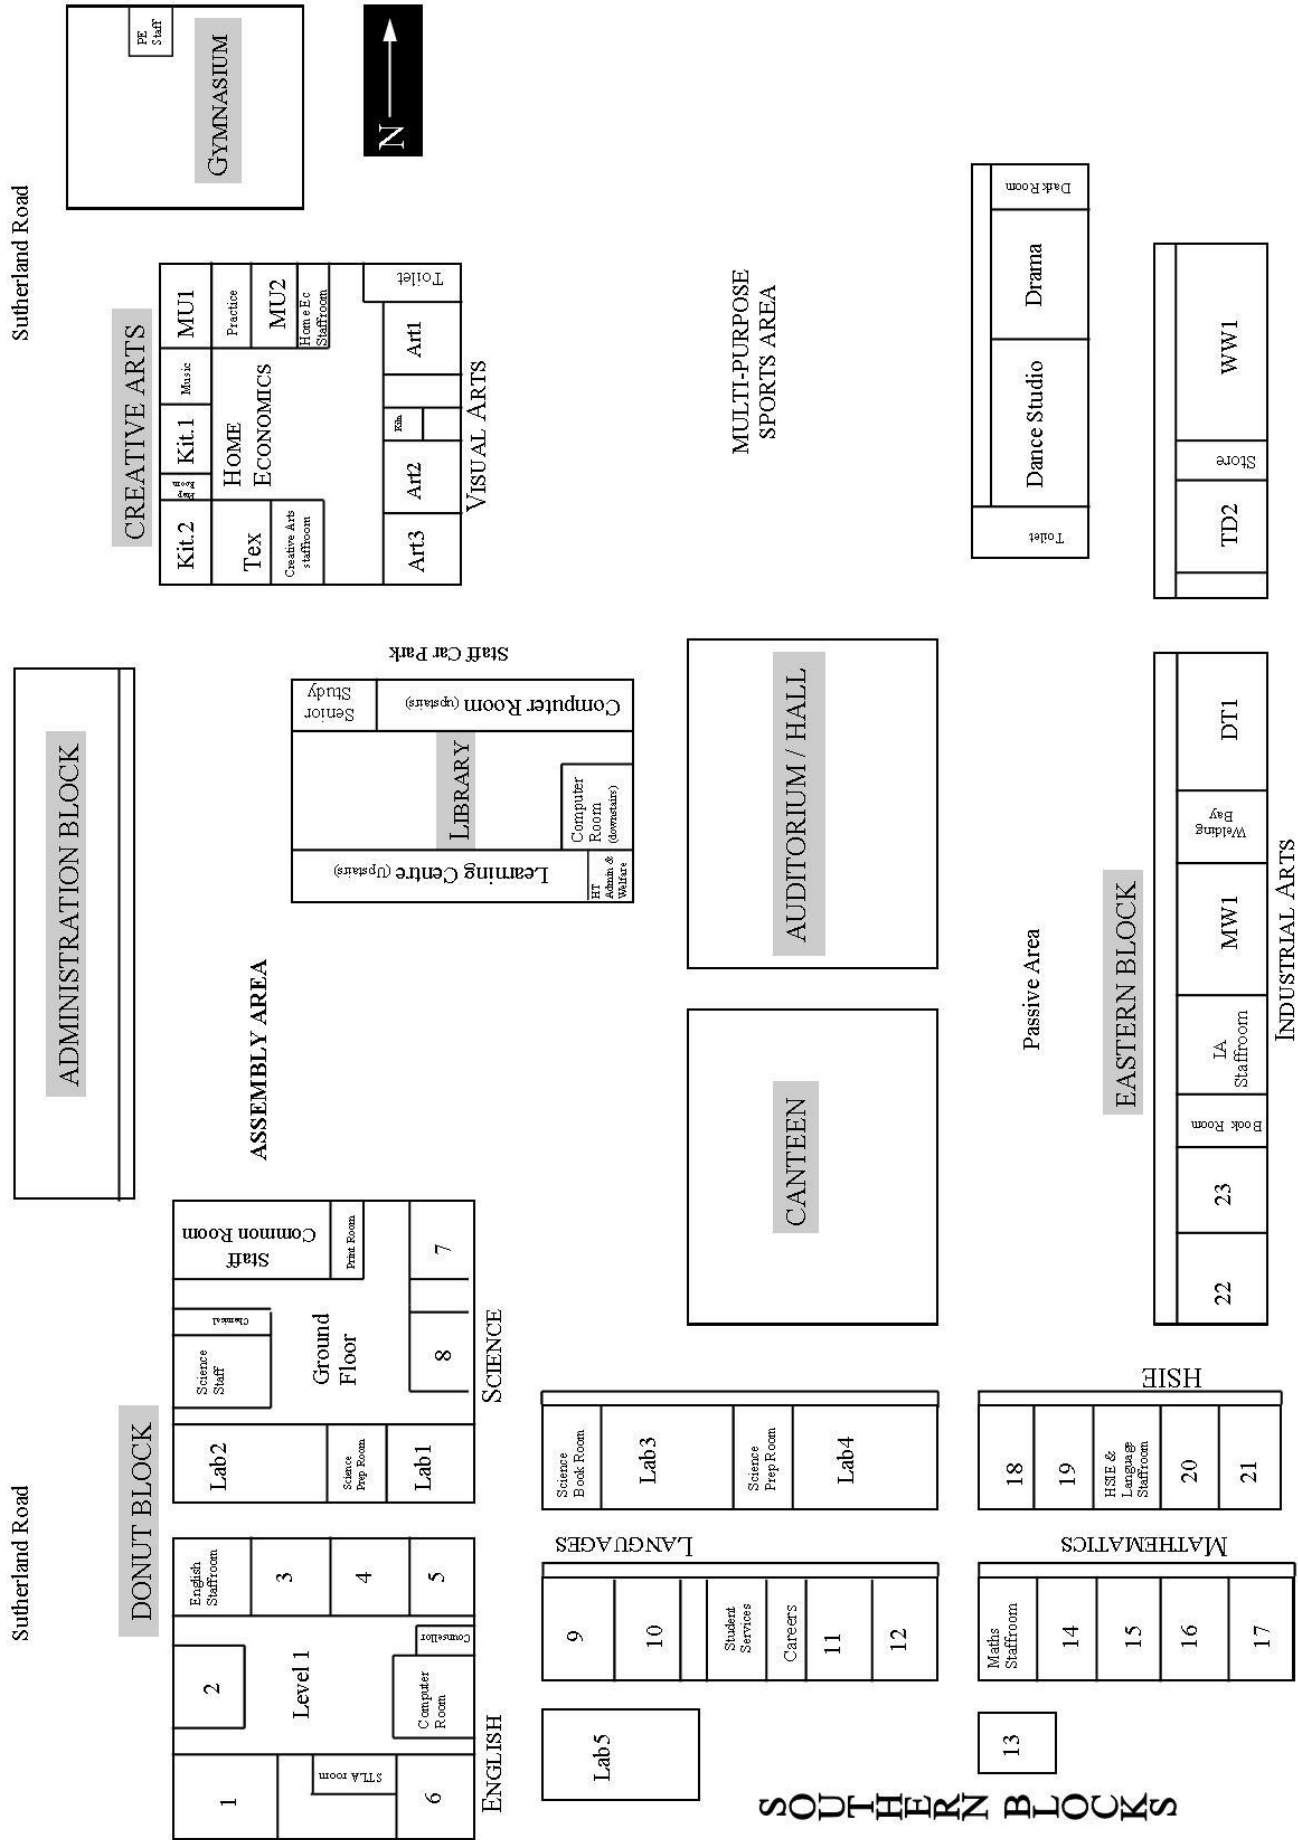 Sutherland Road
Sutherland Road
PE
Staff
GYMNASIUM
N
CREATIVE ARTS
MU1
Practice
MU2
Home Ec
Staffroom
Toilet
Music
Kit.1
Prep
Room
Kit.2
HOME
ECONOMICS
Tex
Creative Arts
staffroom
Art1
Kiln
Art2
Art3
VISUAL ARTS
MULTI-PURPOSE
SPORTS AREA
Dark Room
Drama
Dance Studio
Toilet
WW1
Store
TD2
ADMINISTRATION BLOCK
ASSEMBLY AREA
Staff Car Park
Senior
Study
Computer Room (upstairs)
LIBRARY
Computer
Room
(downstairs)
Learning Centre (Upstairs)
HT
Admin &
Welfare
AUDITORIUM / HALL
CANTEEN
Passive Area
EASTERN BLOCK
DT1
Welding
Bay
MW1
IA
Staffroom
Book Room
23
22
INDUSTRIAL ARTS
DONUT BLOCK
Staff
Common Room
Print Room
7
Chemical
Science
Staff
Ground
Floor
8
Lab2
Science
Prep Room
Lab1
SCIENCE
English
Staffroom
3
4
5
2
Level 1
Counsellor
Computer
Room
1
STLA room
6
ENGLISH
Science
Book Room
Lab3
Science
Prep Room
Lab4
LANGUAGES
9
10
Student
Services
Careers
11
12
Lab5
HSIE
18
19
HSIE &
Language
Staffroom
20
21
MATHEMATICS
Maths
Staffroom
14
15
16
17
13
SOUTHERN BLOCKS